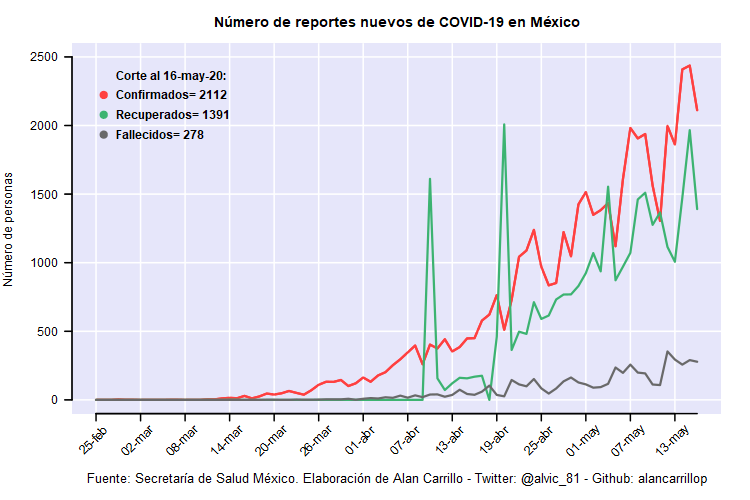 Número de reportes nuevos de COVID-19 en México
Número de personas
2500
2000
1500
1000
500
0
Corte al 16-may-20:
Confirmados= 2112
Recuperados= 1391
Fallecidos= 278
25-feb
02-mar
08-mar
14-mar
20-mar
26-mar
01-abr
07-abr
13-abr
19-abr
25-abr
01-may
07-may
13-may
Fuente: Secretaría de Salud México. Elaboración de Alan Carrillo - Twitter: @alvic_81 - Github: alancarrillop